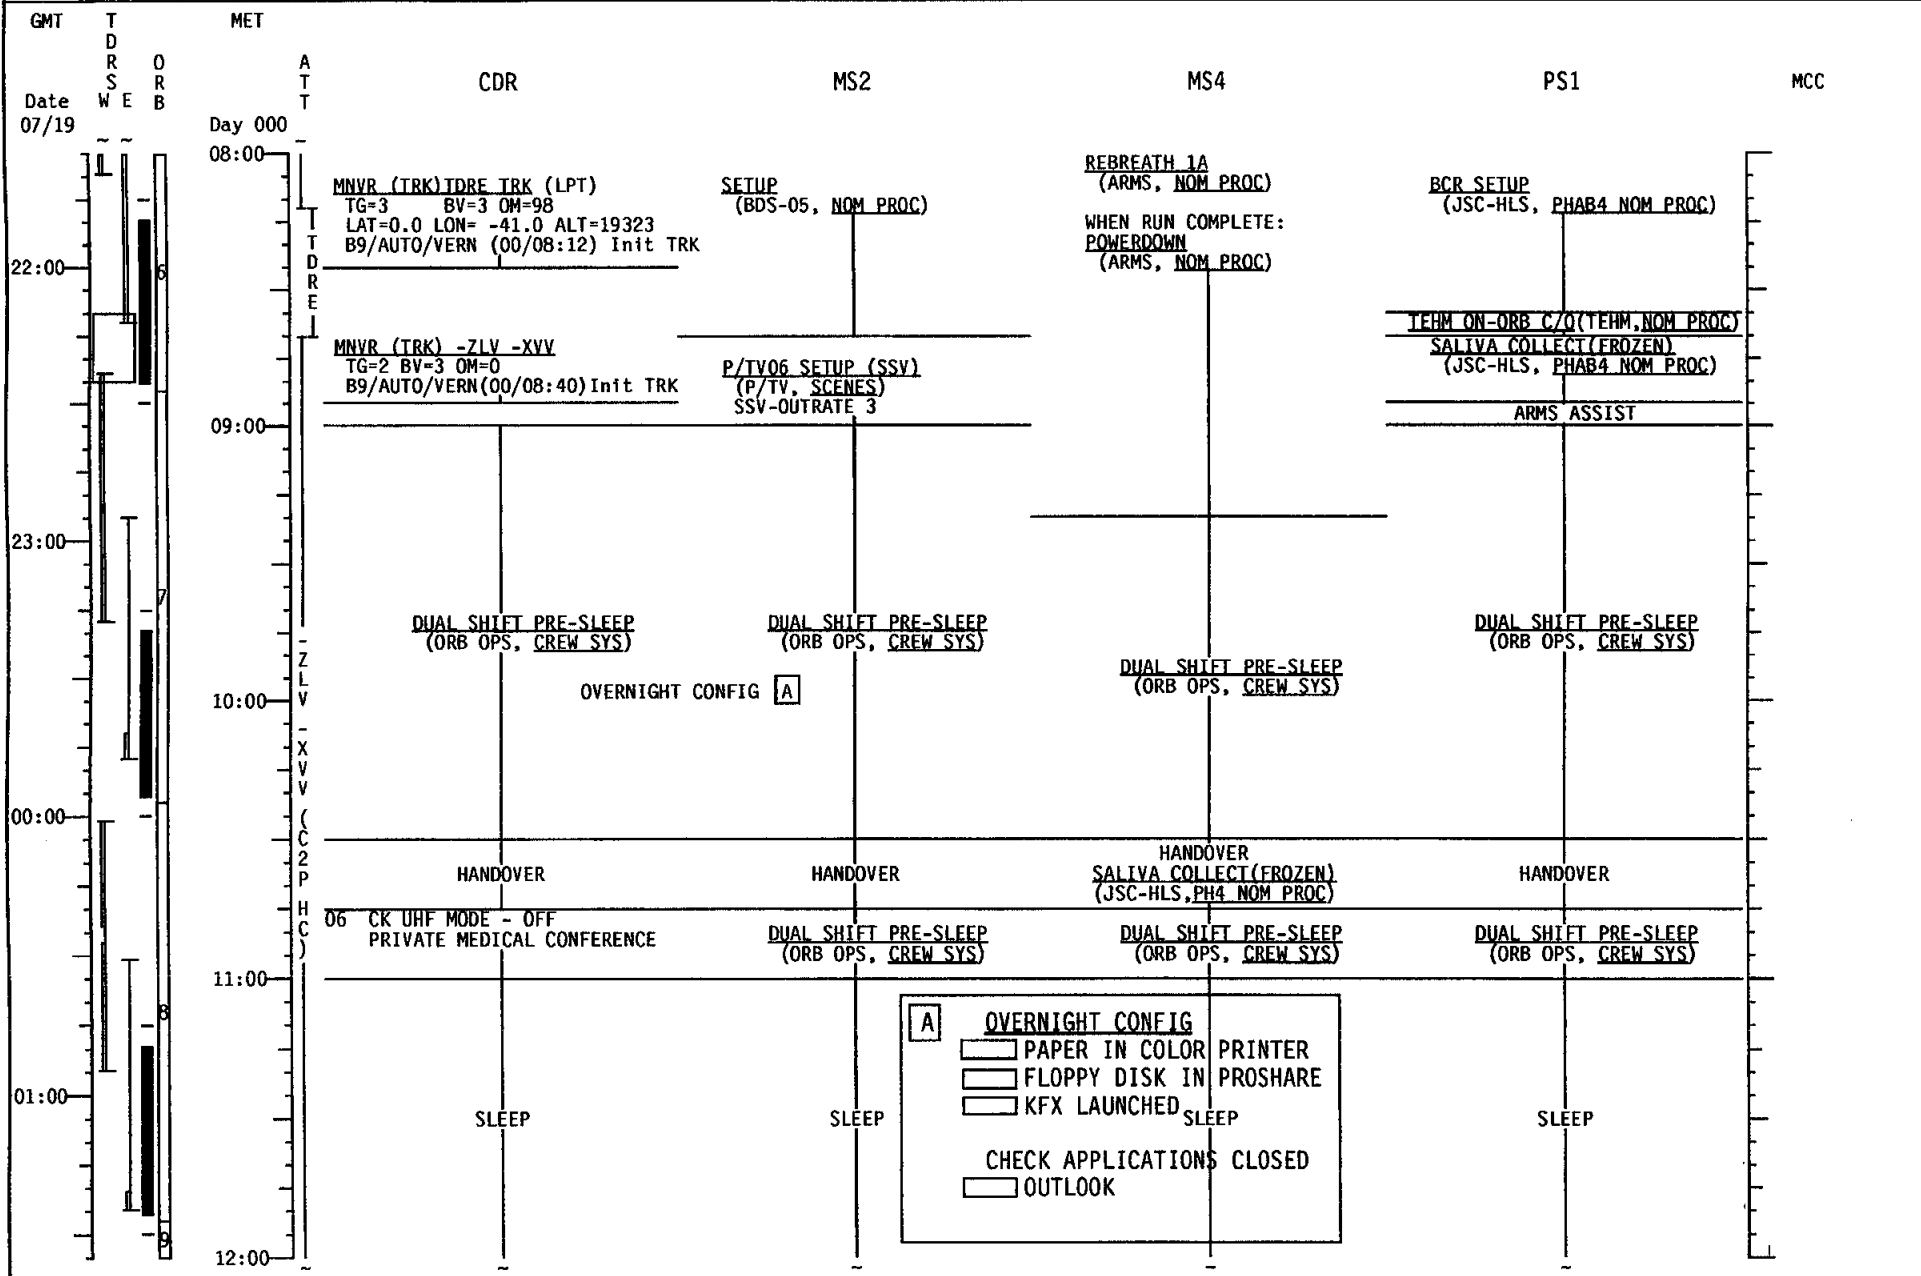 GMT
TDRS
MET
W E
ORB
ATT
CDR
MS2
MS4
PS1
MCC
Date
07/19
Day 000
08:00
09:00
10:00
11:00
12:00
22:00
23:00
00:00
01:00
6
7
8
9
TDRE
-ZLV -XVV (C2P HC)
MNVR (TRK)TDRE TRK (LPT)
TG=3 BV=3 OM=98
LAT=0.0 LON= -41.0 ALT=19323
B9/AUTO/VERN (00/08:12) Init TRK
MNVR (TRK) -ZLV -XVV
TG=2 BV=3 OM=0
B9/AUTO/VERN(00/08:40)Init TRK
DUAL SHIFT PRE-SLEEP
(ORB OPS, CREW SYS)
OVERNIGHT CONFIG A
HANDOVER
06 CK UHF MODE - OFF
PRIVATE MEDICAL CONFERENCE
SLEEP
SETUP
(BDS-05, NOM PROC)
P/TV06 SETUP (SSV)
(P/TV, SCENES)
SSV-OUTRATE 3
DUAL SHIFT PRE-SLEEP
(ORB OPS, CREW SYS)
HANDOVER
DUAL SHIFT PRE-SLEEP
(ORB OPS, CREW SYS)
SLEEP
REBREATH 1A
(ARMS, NOM PROC)
WHEN RUN COMPLETE:
POWERDOWN
(ARMS, NOM PROC)
DUAL SHIFT PRE-SLEEP
(ORB OPS, CREW SYS)
HANDOVER
SALIVA COLLECT(FROZEN)
(JSC-HLS,PH4 NOM PROC)
DUAL SHIFT PRE-SLEEP
(ORB OPS, CREW SYS)
SLEEP
BCR SETUP
(JSC-HLS, PHAB4 NOM PROC)
TEHM ON-ORB C/O(TEHM,NOM PROC)
SALIVA COLLECT(FROZEN)
(JSC-HLS, PHAB4 NOM PROC)
ARMS ASSIST
DUAL SHIFT PRE-SLEEP
(ORB OPS, CREW SYS)
HANDOVER
DUAL SHIFT PRE-SLEEP
(ORB OPS, CREW SYS)
SLEEP
A OVERNIGHT CONFIG
PAPER IN COLOR PRINTER
FLOPPY DISK IN PROSHARE
KFX LAUNCHED
CHECK APPLICATIONS CLOSED
OUTLOOK